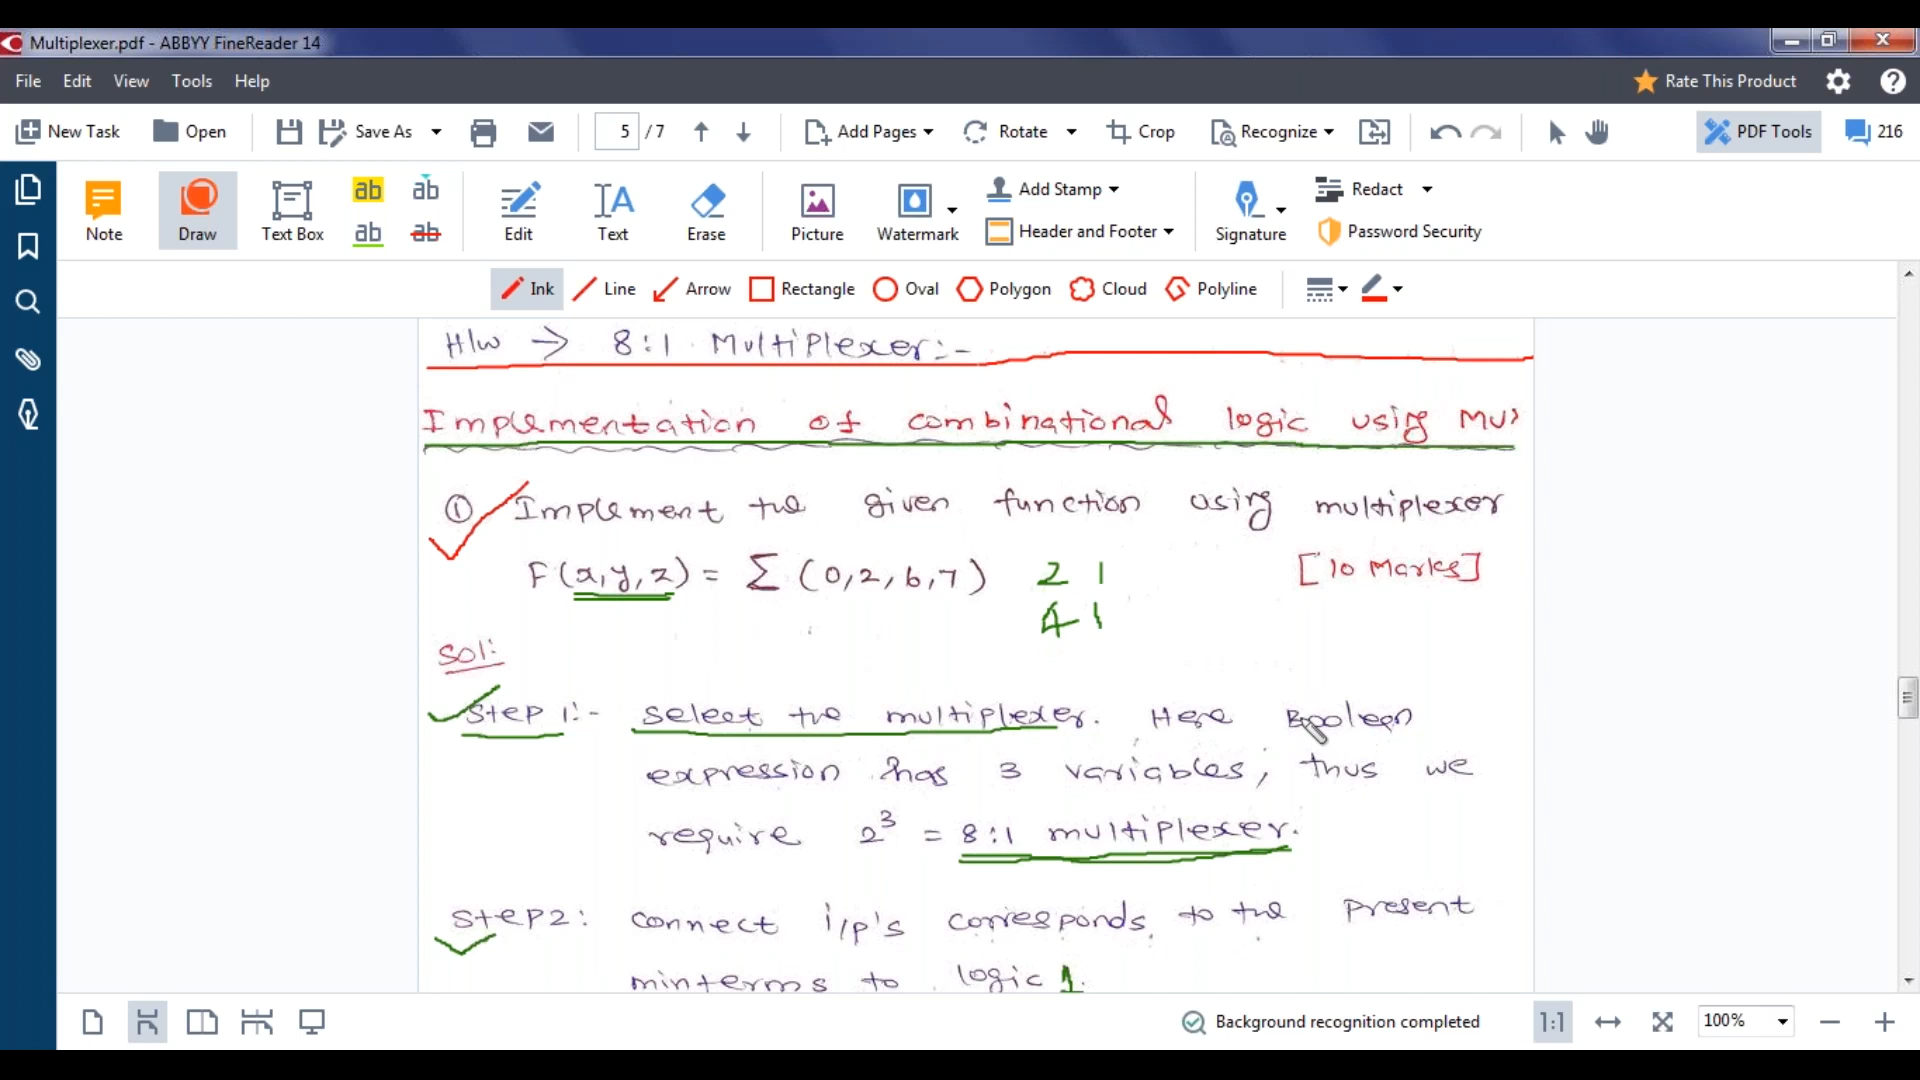 Multiplexer.pdf - ABBYY FineReader 14
File Edit View Tools Help
Rate This Product
New Task Open Save As 5 / 7 Add Pages Rotate Crop Recognize PDF Tools 216
Note Draw Text Box ab ab ab ab Edit Text Erase Picture Watermark Add Stamp Header and Footer Signature Redact Password Security
Ink Line Arrow Rectangle Oval Polygon Cloud Polyline
H/w → 8:1 Multiplexer:-
Implementation of combinational logic using Mux
① Implement the given function using multiplexer
F(x,y,z) = Σ (0,2,6,7) 2 1 [10 Marks]
4 1
Sol:
Step 1:- select the multiplexer. Here Boolean
expression has 3 variables, thus we
require 2³ = 8:1 multiplexer.
Step2: connect i/p's corresponds to the present
minterms to logic 1.
Background recognition completed 1:1 100%